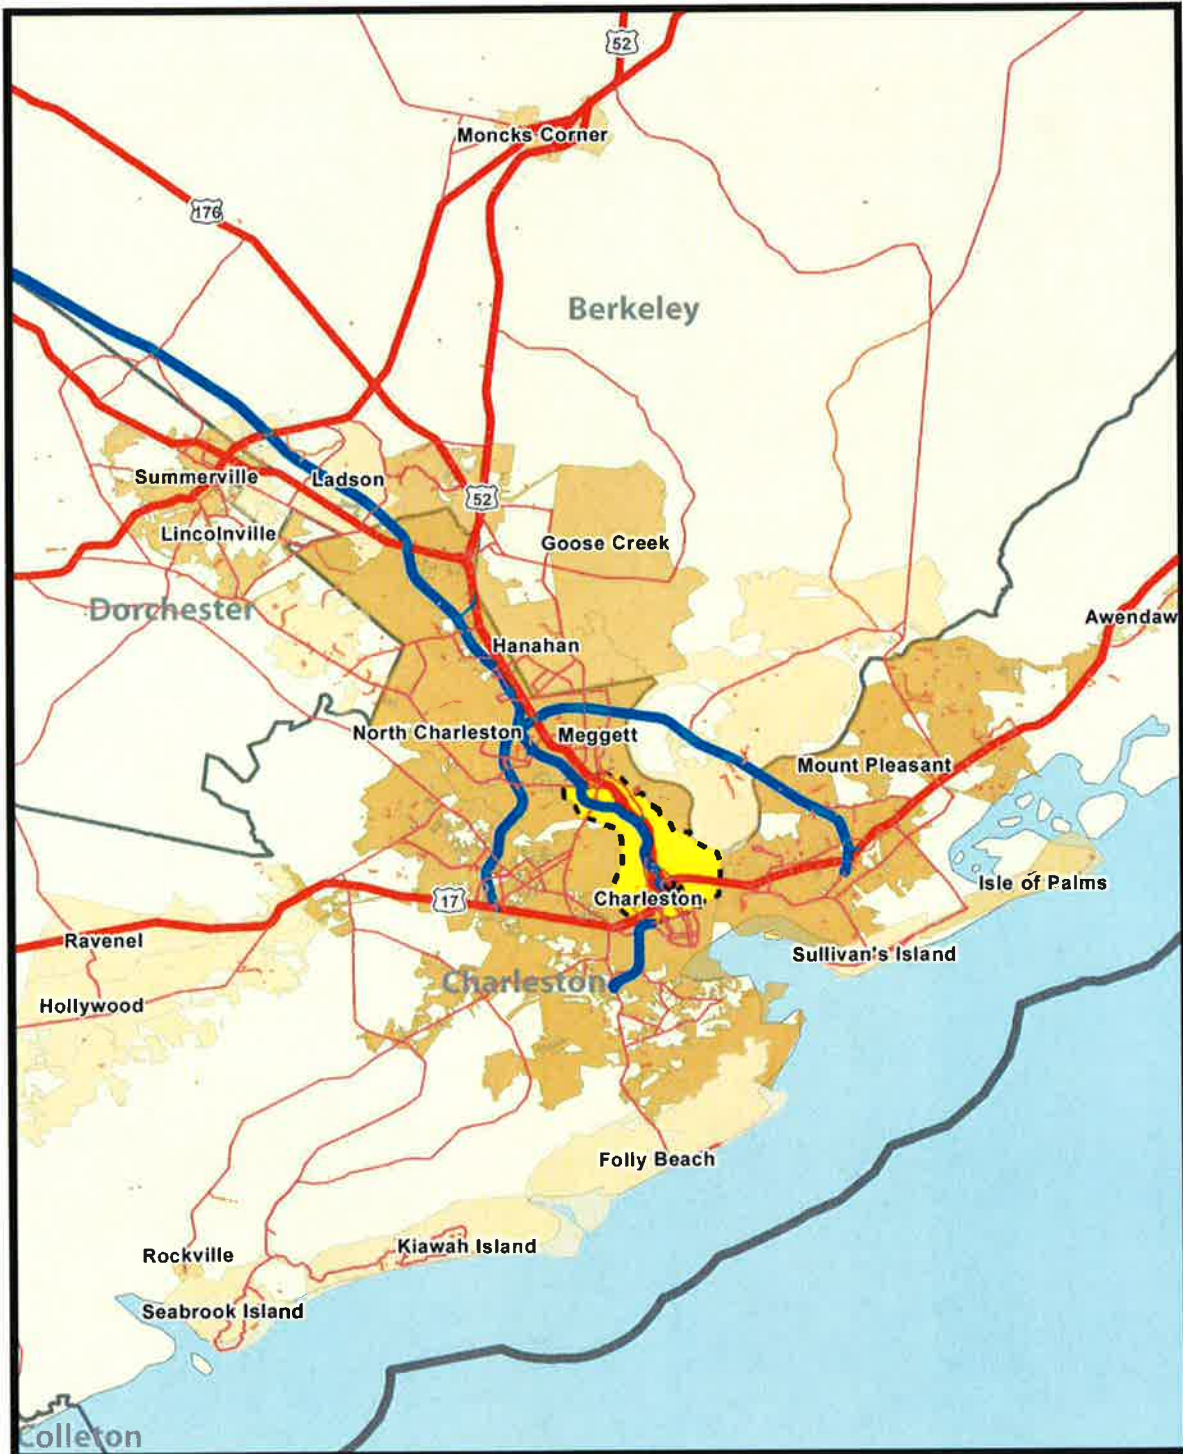 52
Moncks Corner
176
Berkeley
Summerville
Ladson
52
Lincolnville
Goose Creek
Dorchester
Awendaw
Hanahan
North Charleston
Meggett
Mount Pleasant
Isle of Palms
17
Charleston
Ravenel
Sullivan's Island
Charleston
Hollywood
Folly Beach
Kiawah Island
Rockville
Seabrook Island
Colleton